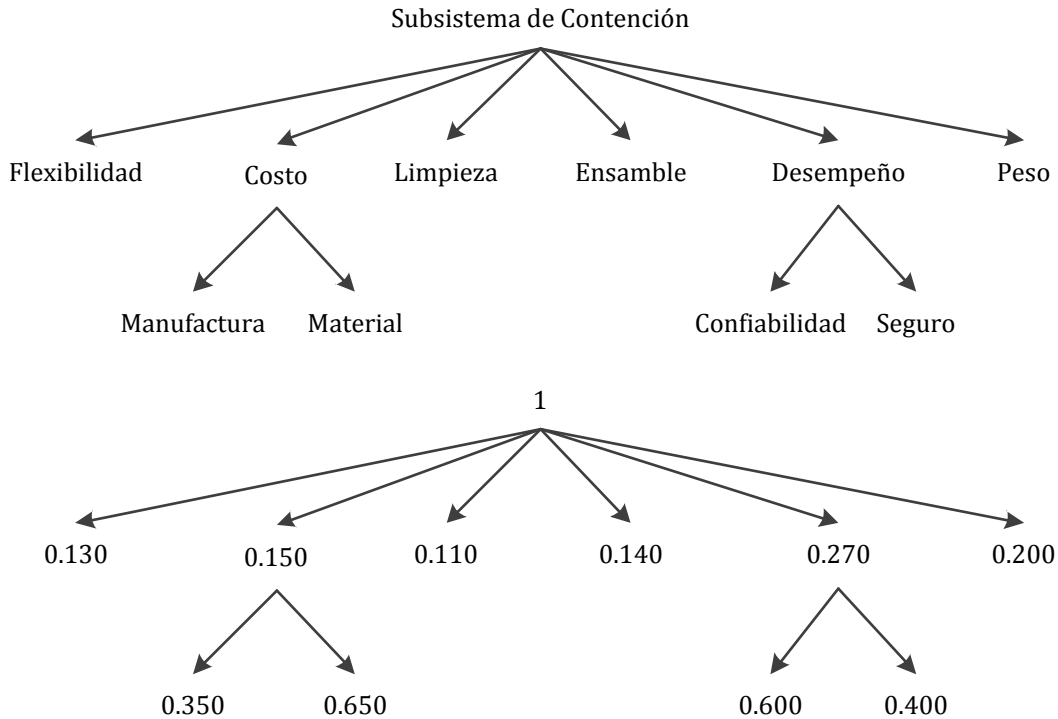 Subsistema de Contención
Flexibilidad Costo Limpieza Ensamble Desempeño Peso
Manufactura Material Confiabilidad Seguro
1
0.130 0.150 0.110 0.140 0.270 0.200
0.350 0.650 0.600 0.400